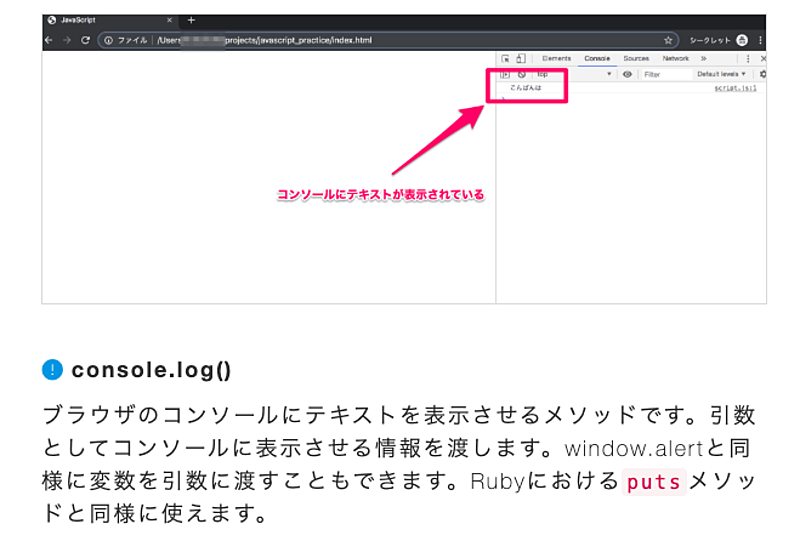 JavaScript
ファイル | /Users projects/javascript_practice/index.html シークレット
Elements Console Sources Network »
top Filter Default levels ▼
こんばんは script.js:1
コンソールにテキストが表示されている
console.log()
ブラウザのコンソールにテキストを表示させるメソッドです。引数
としてコンソールに表示させる情報を渡します。window.alertと同
様に変数を引数に渡すこともできます。Rubyにおけるputsメソッ
ドと同様に使えます。